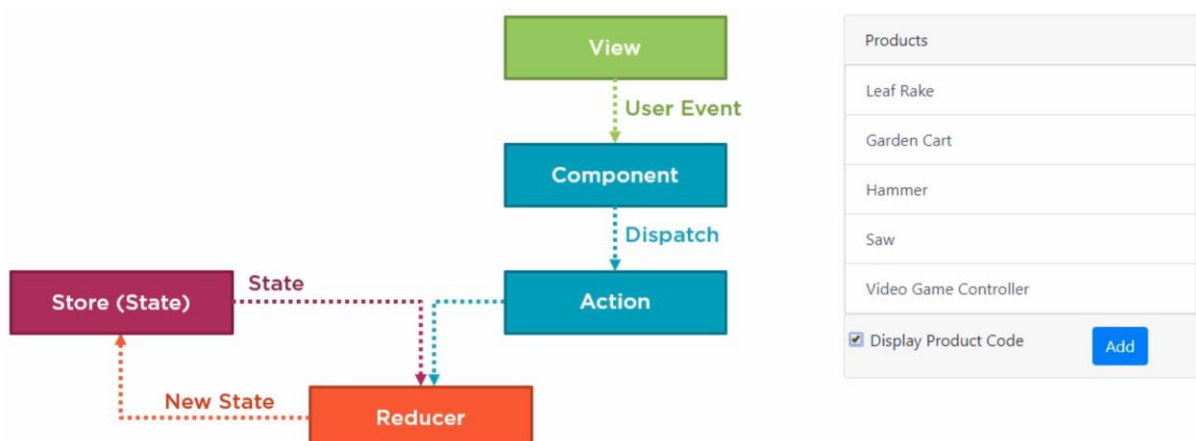 View
User Event
Component
Dispatch
Action
Store (State)
State
New State
Reducer
Products
Leaf Rake
Garden Cart
Hammer
Saw
Video Game Controller
Display Product Code
Add